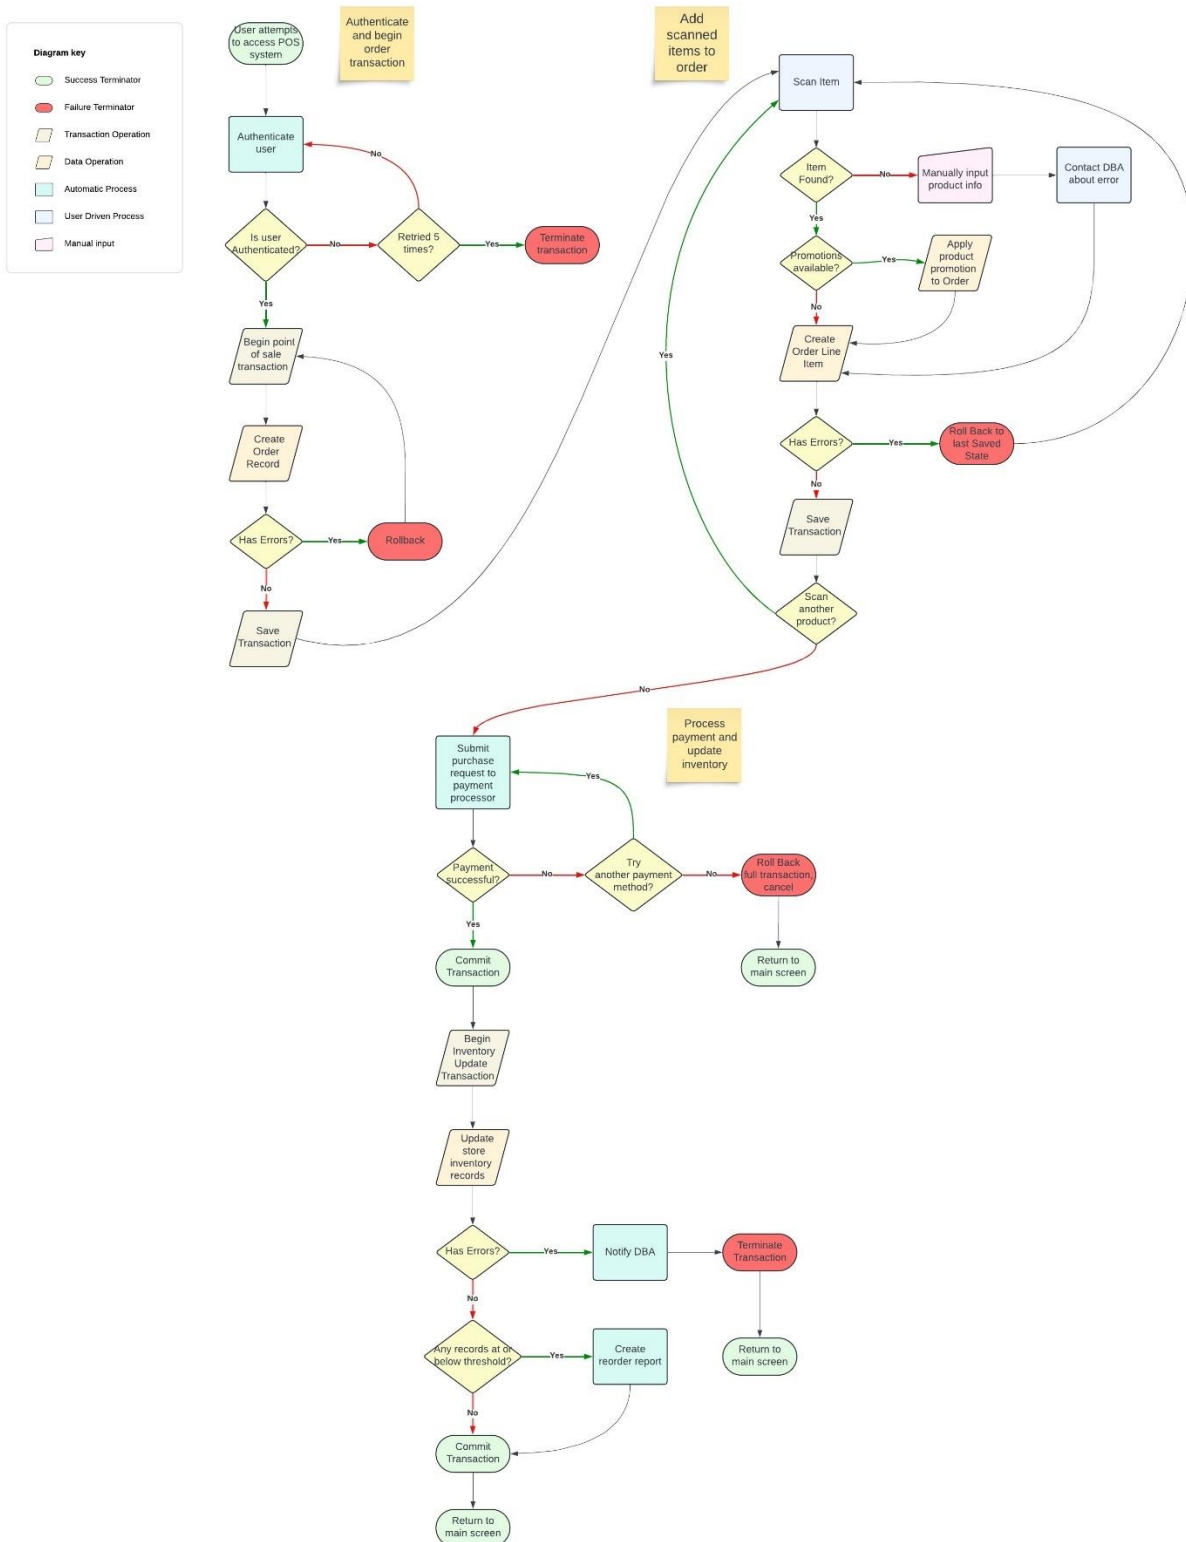 Diagram key
Success Terminator
Failure Terminator
Transaction Operation
Data Operation
Automatic Process
User Driven Process
Manual input
User attempts
to access POS
system
Authenticate
and begin
order
transaction
Authenticate
user
No
Is user
Authenticated?
No
Retried 5
times?
Yes
Terminate
transaction
Yes
Begin point
of sale
transaction
Create
Order
Record
Has Errors?
Yes
Rollback
No
Save
Transaction
Add
scanned
items to
order
Scan Item
Item
Found?
No
Manually input
product info
Contact DBA
about error
Yes
Promotions
available?
Yes
Apply
product
promotion
to Order
No
Create
Order Line
Item
Yes
Has Errors?
Yes
Roll Back to
last Saved
State
No
Save
Transaction
Scan
another
product?
No
Process
payment and
update
inventory
Submit
purchase
request to
payment
processor
Yes
Payment
successful?
No
Try
another payment
method?
No
Roll Back
full transaction,
cancel
Yes
Commit
Transaction
Return to
main screen
Begin
Inventory
Update
Transaction
Update
store
inventory
records
Has Errors?
Yes
Notify DBA
Terminate
Transaction
No
Any records at or
below threshold?
Yes
Create
reorder report
Return to
main screen
No
Commit
Transaction
Return to
main screen